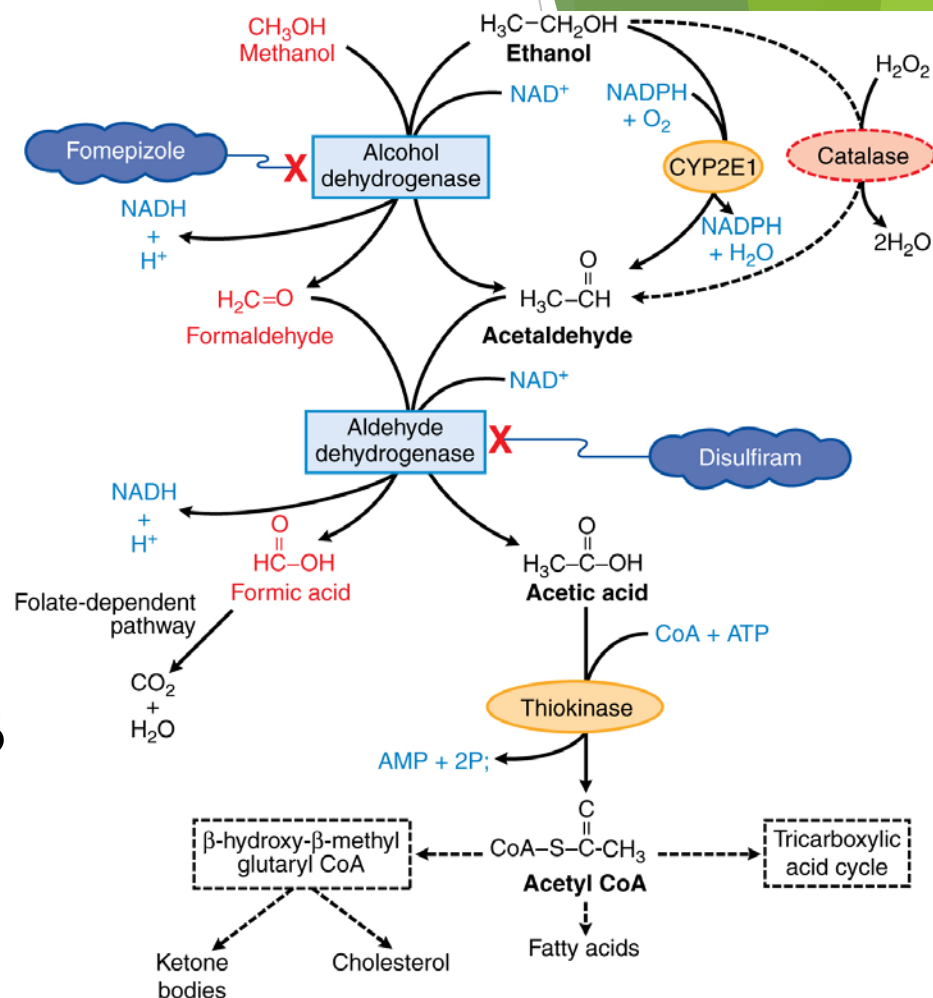 CH₃OH
Methanol
H₃C–CH₂OH
Ethanol
H₂O₂
NAD⁺
NADPH
+ O₂
Fomepizole
X
Alcohol
dehydrogenase
CYP2E1
Catalase
NADH
+
H⁺
NADPH
+ H₂O
2H₂O
H₂C=O
Formaldehyde
O
H₃C–CH
Acetaldehyde
NAD⁺
Aldehyde
dehydrogenase
X
Disulfiram
NADH
+
H⁺
O
HC–OH
Formic acid
O
H₃C–C–OH
Acetic acid
Folate-dependent
pathway
CO₂
+
H₂O
CoA + ATP
Thiokinase
AMP + 2P;
C
CoA–S–C–CH₃
Acetyl CoA
β-hydroxy-β-methyl
glutaryl CoA
Tricarboxylic
acid cycle
Ketone
bodies
Cholesterol
Fatty acids